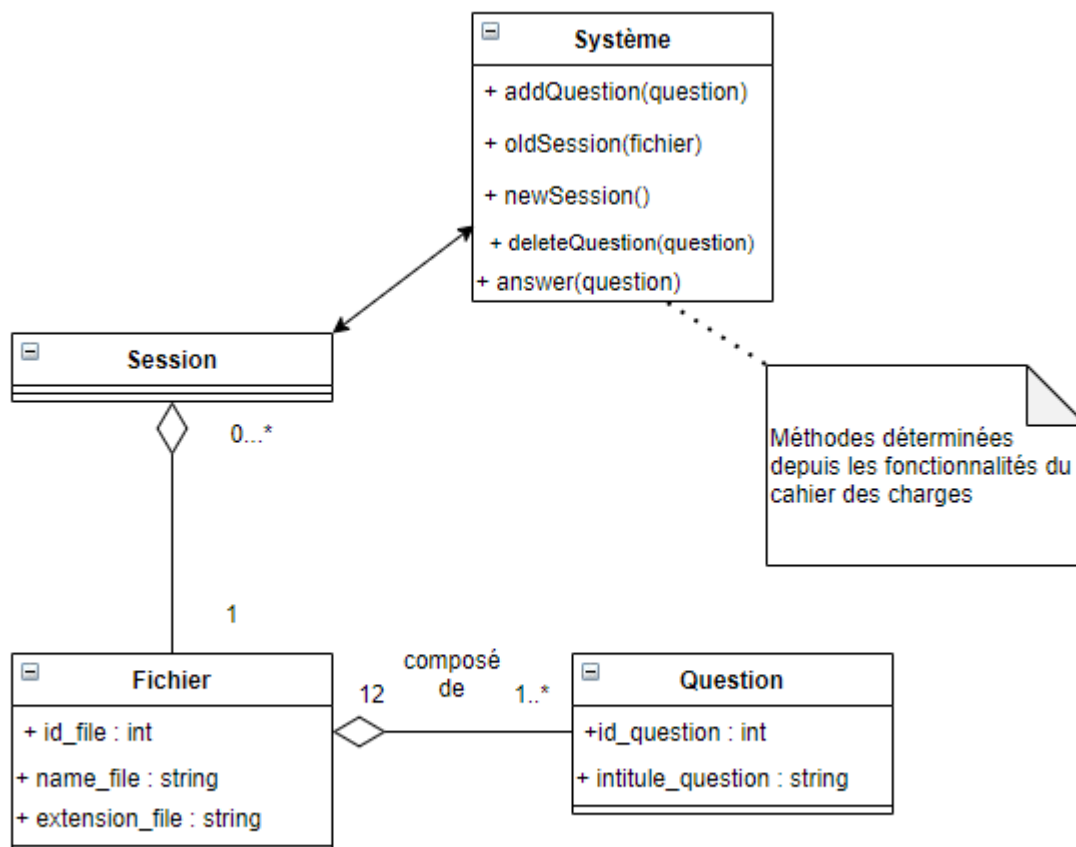 Système
+ addQuestion(question)
+ oldSession(fichier)
+ newSession()
+ deleteQuestion(question)
+ answer(question)
Session
0...*
Méthodes déterminées
depuis les fonctionnalités du
cahier des charges
1
Fichier
+ id_file : int
+ name_file : string
+ extension_file : string
composé
de
12
1..*
Question
+id_question : int
+ intitule_question : string